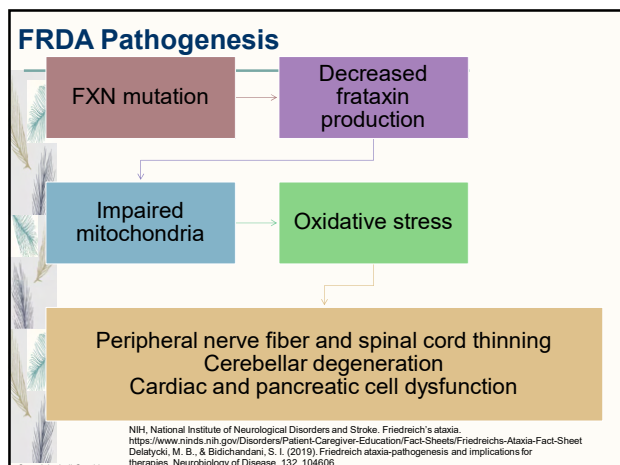 FRDA Pathogenesis
FXN mutation
Decreased
frataxin
production
Impaired
mitochondria
Oxidative stress
Peripheral nerve fiber and spinal cord thinning
Cerebellar degeneration
Cardiac and pancreatic cell dysfunction
NIH, National Institute of Neurological Disorders and Stroke. Friedreich’s ataxia.
https://www.ninds.nih.gov/Disorders/Patient-Caregiver-Education/Fact-Sheets/Friedreichs-Ataxia-Fact-Sheet
Delatycki, M. B., & Bidichandani, S. I. (2019). Friedreich ataxia-pathogenesis and implications for
therapies. Neurobiology of Disease, 132, 104606.